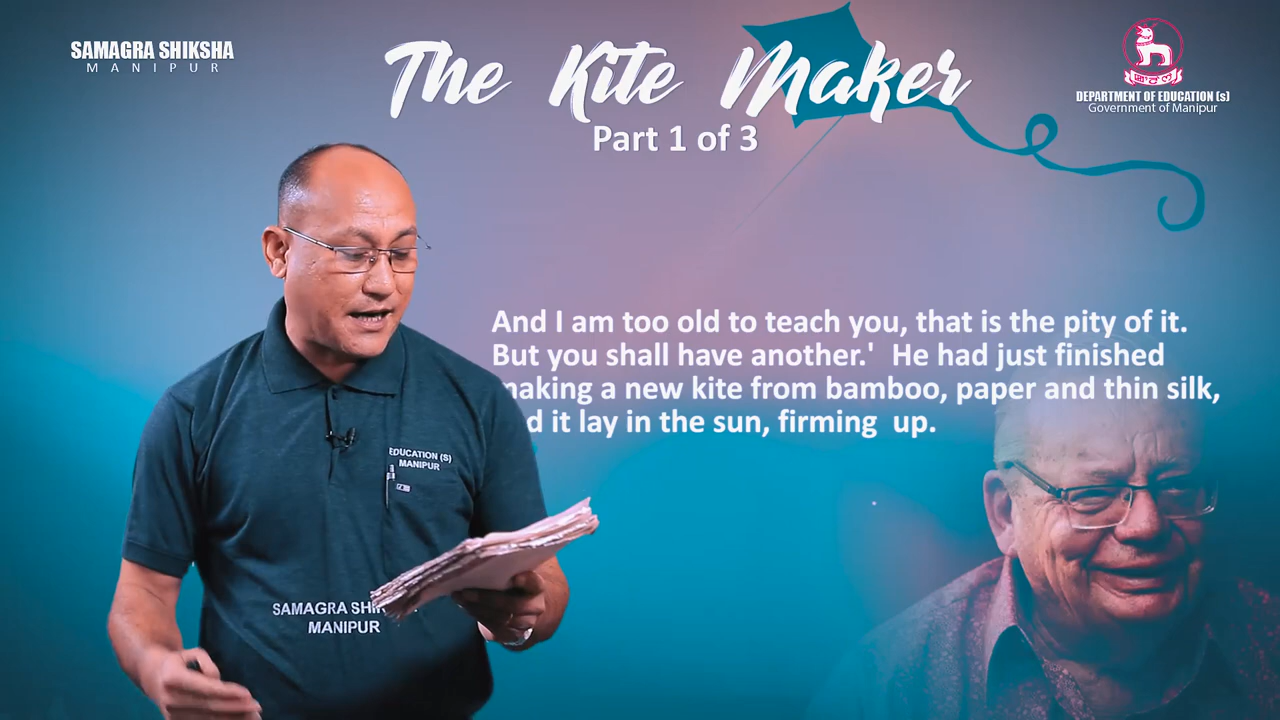 SAMAGRA SHIKSHA
MANIPUR
The Kite Maker
Part 1 of 3
DEPARTMENT OF EDUCATION (s)
Government of Manipur
And I am too old to teach you, that is the pity of it.
But you shall have another.' He had just finished
making a new kite from bamboo, paper and thin silk,
d it lay in the sun, firming up.
EDUCATION (S)
MANIPUR
SAMAGRA SHIK
MANIPUR